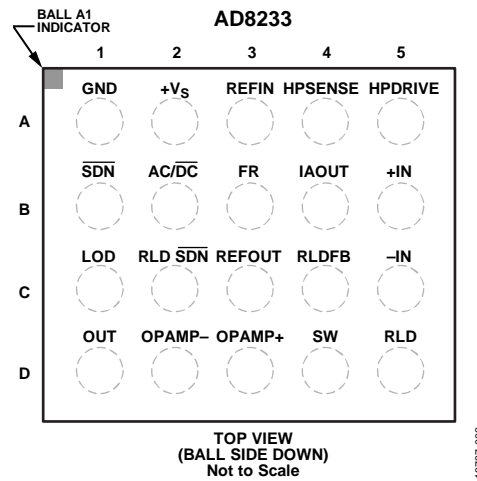 BALL A1
INDICATOR
AD8233
1 2 3 4 5
GND +VS REFIN HPSENSE HPDRIVE
A
SDN AC/DC FR IAOUT +IN
B
LOD RLD SDN REFOUT RLDFB –IN
C
OUT OPAMP– OPAMP+ SW RLD
D
TOP VIEW
(BALL SIDE DOWN)
Not to Scale